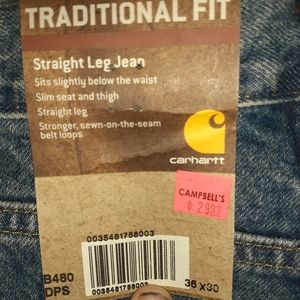 TRADITIONAL FIT
Straight Leg Jean
Sits slightly below the waist
Slim seat and thigh
Straight leg
Stronger, sewn-on-the-seam
belt loops
carhartt
CAMPBELL'S
$ 29.99
0035481758003
B480
DPS
36 x 30
0035481758003